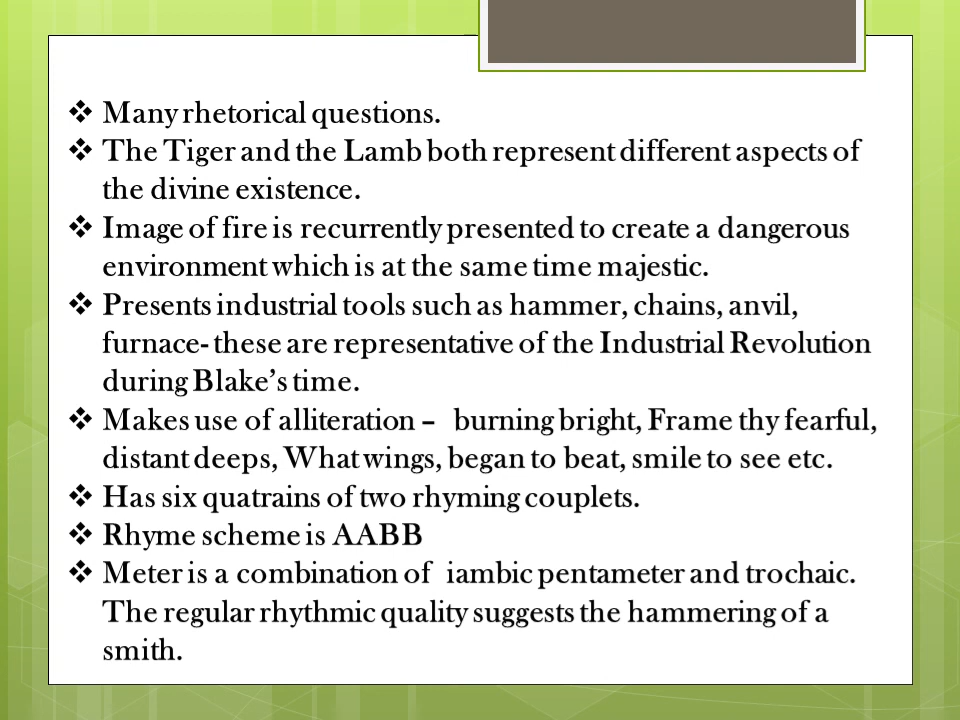 ❖ Many rhetorical questions.
❖ The Tiger and the Lamb both represent different aspects of
the divine existence.
❖ Image of fire is recurrently presented to create a dangerous
environment which is at the same time majestic.
❖ Presents industrial tools such as hammer, chains, anvil,
furnace- these are representative of the Industrial Revolution
during Blake’s time.
❖ Makes use of alliteration – burning bright, Frame thy fearful,
distant deeps, What wings, began to beat, smile to see etc.
❖ Has six quatrains of two rhyming couplets.
❖ Rhyme scheme is AABB
❖ Meter is a combination of iambic pentameter and trochaic.
The regular rhythmic quality suggests the hammering of a
smith.